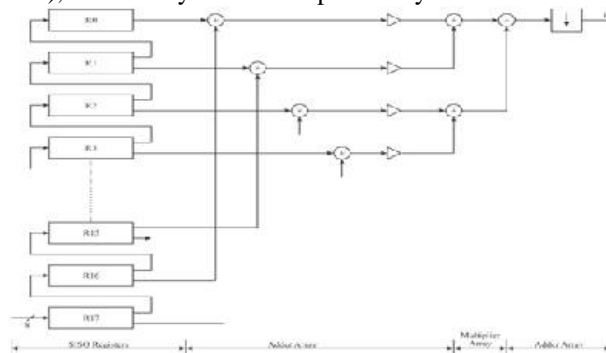 R0
R1
R2
R3
R15
R16
R17
8
SISO Registers
Adder Array
Multiplier
Array
Adder Array